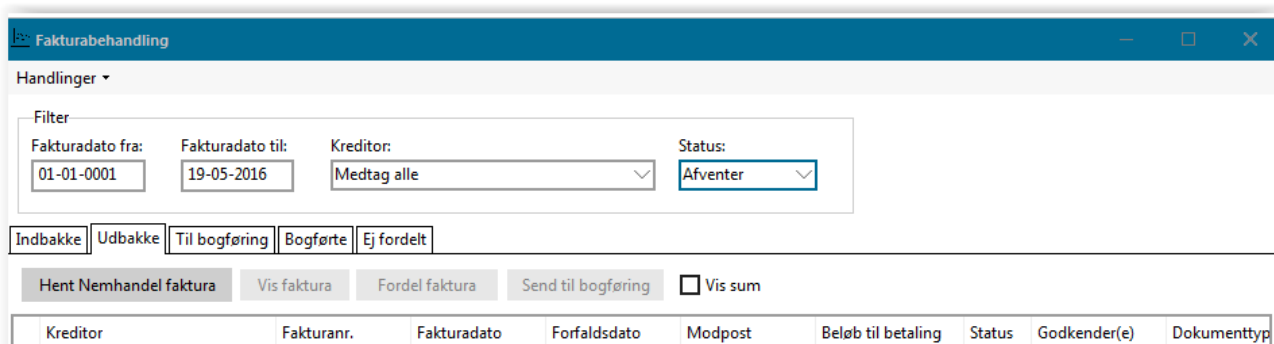 Fakturabehandling
Handlinger
Filter
Fakturadato fra: Fakturadato til: Kreditor: Status:
01-01-0001 19-05-2016 Medtag alle Afventer
Indbakke Udbakke Til bogføring Bogførte Ej fordelt
Hent Nemhandel faktura Vis faktura Fordel faktura Send til bogføring Vis sum
Kreditor Fakturanr. Fakturadato Forfaldsdato Modpost Beløb til betaling Status Godkender(e) Dokumenttyp